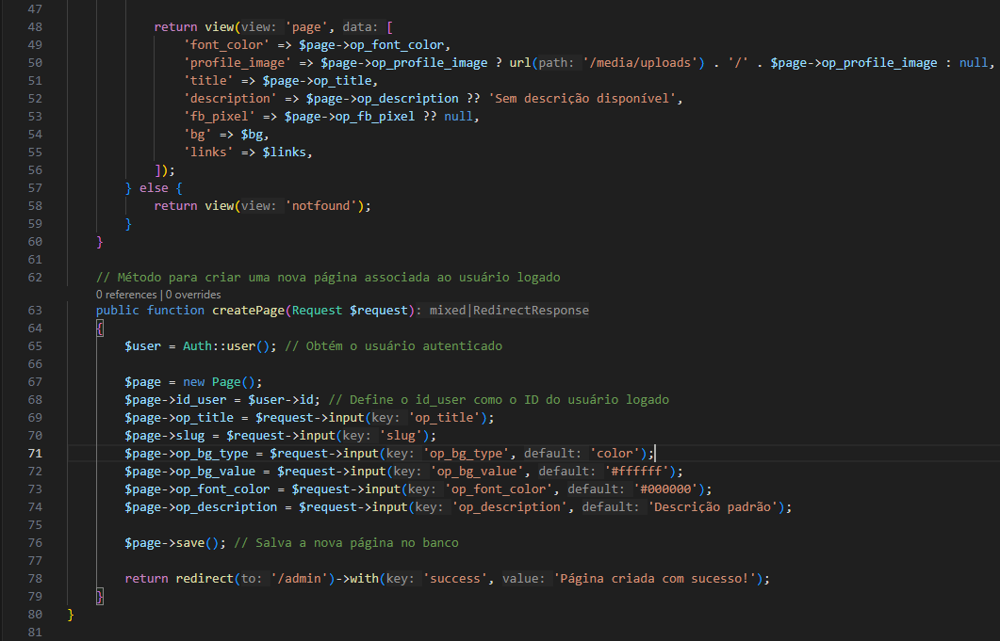 47
48 return view(view: 'page', data: [
49 'font_color' => $page->op_font_color,
50 'profile_image' => $page->op_profile_image ? url(path: '/media/uploads') . '/' . $page->op_profile_image : null,
51 'title' => $page->op_title,
52 'description' => $page->op_description ?? 'Sem descrição disponível',
53 'fb_pixel' => $page->op_fb_pixel ?? null,
54 'bg' => $bg,
55 'links' => $links,
56 ]);
57 } else {
58 return view(view: 'notfound');
59 }
60 }
61
62 // Método para criar uma nova página associada ao usuário logado
0 references | 0 overrides
63 public function createPage(Request $request): mixed|RedirectResponse
64 {
65 $user = Auth::user(); // Obtém o usuário autenticado
66
67 $page = new Page();
68 $page->id_user = $user->id; // Define o id_user como o ID do usuário logado
69 $page->op_title = $request->input(key: 'op_title');
70 $page->slug = $request->input(key: 'slug');
71 $page->op_bg_type = $request->input(key: 'op_bg_type', default: 'color');
72 $page->op_bg_value = $request->input(key: 'op_bg_value', default: '#ffffff');
73 $page->op_font_color = $request->input(key: 'op_font_color', default: '#000000');
74 $page->op_description = $request->input(key: 'op_description', default: 'Descrição padrão');
75
76 $page->save(); // Salva a nova página no banco
77
78 return redirect(to: '/admin')->with(key: 'success', value: 'Página criada com sucesso!');
79 }
80 }
81